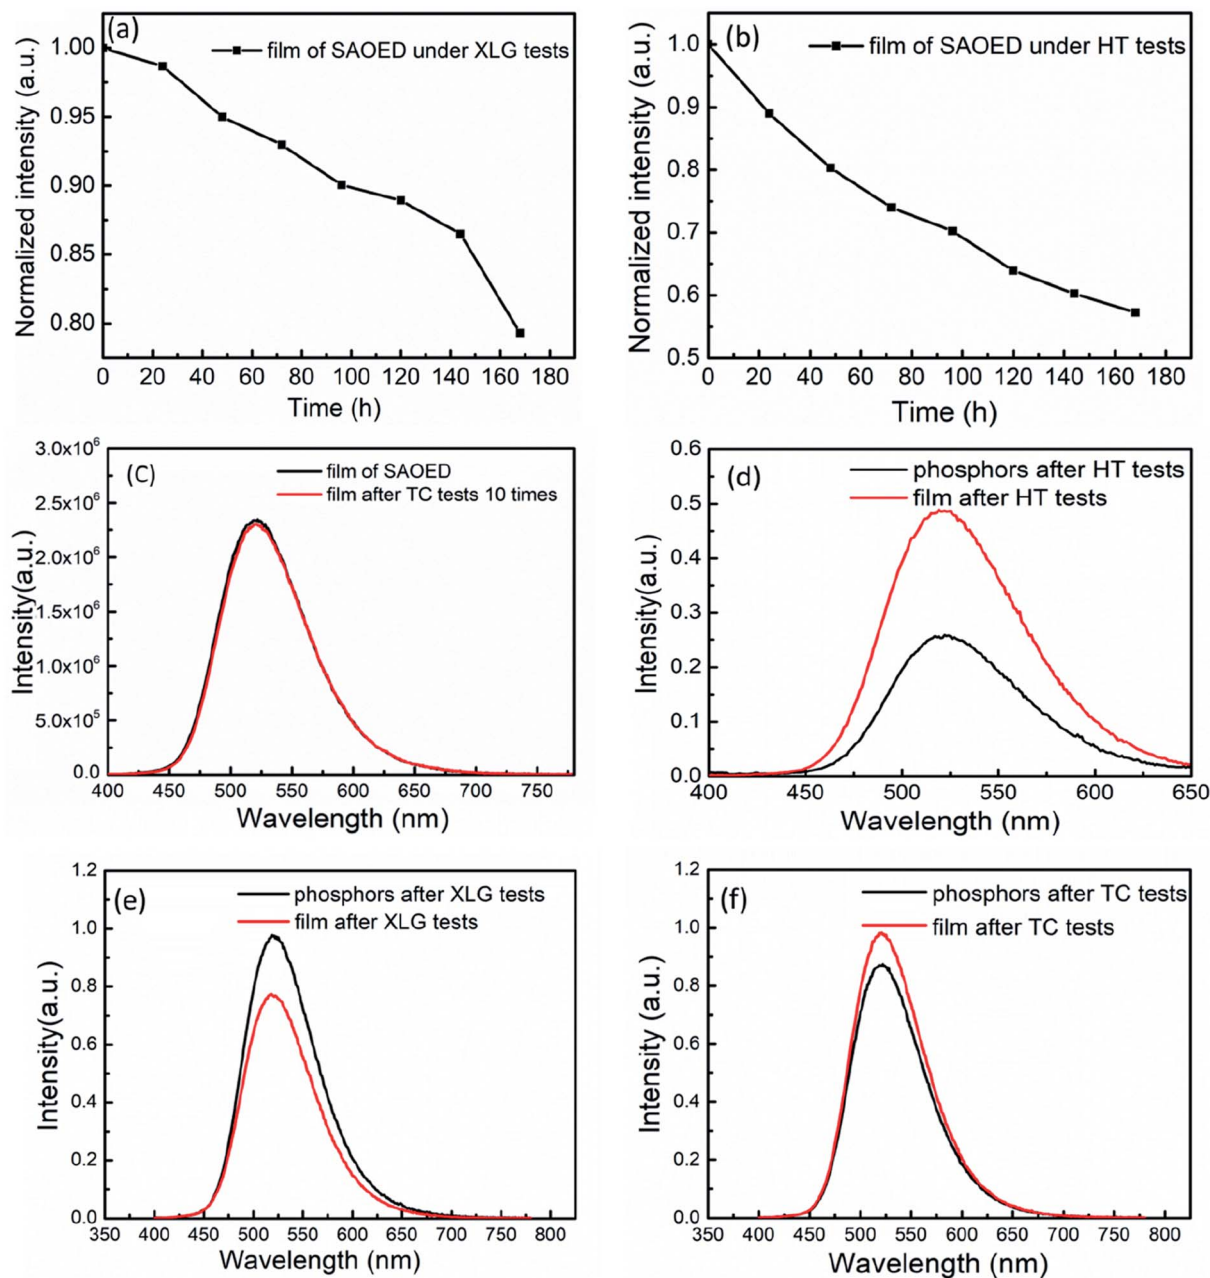 (a)
film of SAOED under XLG tests
Normalized intensity (a.u.)
1.00
0.95
0.90
0.85
0.80
0 20 40 60 80 100 120 140 160 180
Time (h)
(b)
film of SAOED under HT tests
Normalized intensity (a.u.)
1.0
0.9
0.8
0.7
0.6
0.5
0 20 40 60 80 100 120 140 160 180
Time (h)
(c)
film of SAOED
film after TC tests 10 times
Intensity(a.u.)
3.0x10⁶
2.5x10⁶
2.0x10⁶
1.5x10⁶
1.0x10⁶
5.0x10⁵
0.0
400 450 500 550 600 650 700 750
Wavelength (nm)
(d)
phosphors after HT tests
film after HT tests
Intensity(a.u.)
0.6
0.5
0.4
0.3
0.2
0.1
0.0
400 450 500 550 600 650
Wavelength (nm)
(e)
phosphors after XLG tests
film after XLG tests
Intensity(a.u.)
1.2
1.0
0.8
0.6
0.4
0.2
0.0
350 400 450 500 550 600 650 700 750 800
Wavelength (nm)
(f)
phosphors after TC tests
film after TC tests
Intensity (a.u.)
1.2
1.0
0.8
0.6
0.4
0.2
0.0
350 400 450 500 550 600 650 700 750 800
Wavelength (nm)